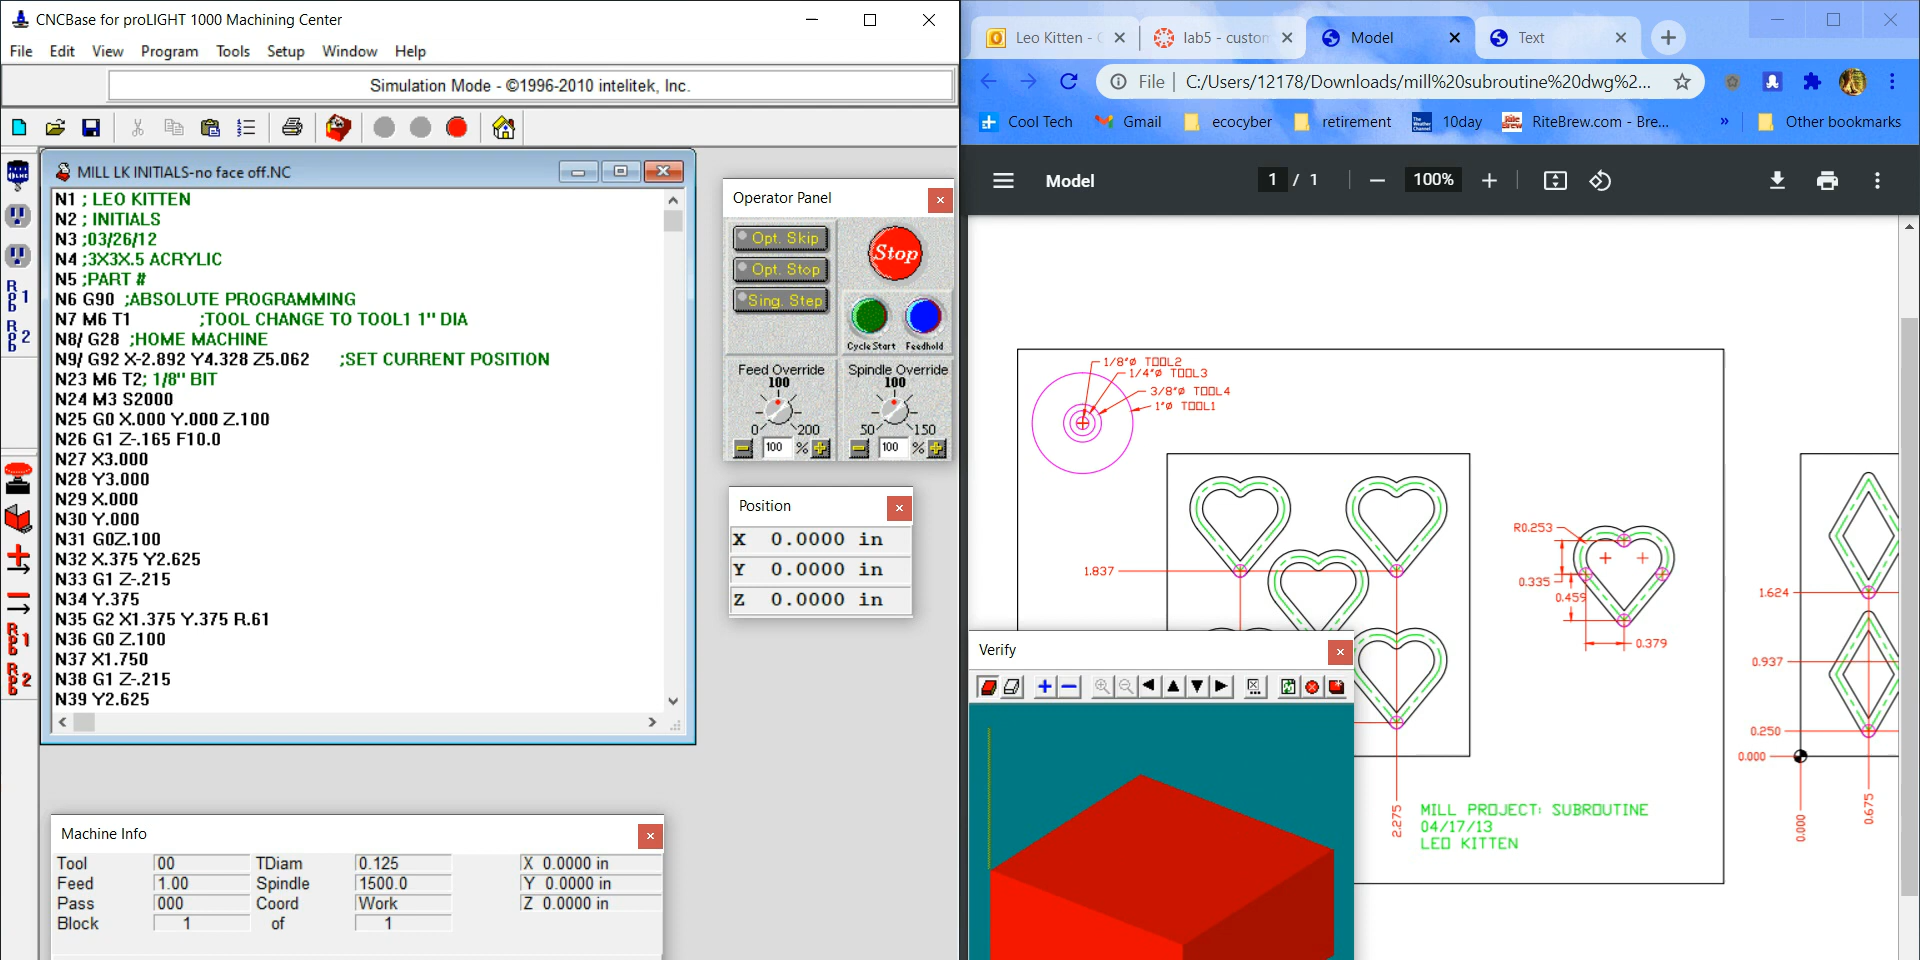 CNCBase for proLIGHT 1000 Machining Center
File Edit View Program Tools Setup Window Help
Simulation Mode - ©1996-2010 intelitek, Inc.
MILL LK INITIALS-no face off.NC
N1 ; LEO KITTEN
N2 ; INITIALS
N3 ;03/26/12
N4 ;3X3X.5 ACRYLIC
N5 ;PART #
N6 G90 ;ABSOLUTE PROGRAMMING
N7 M6 T1 ;TOOL CHANGE TO TOOL1 1" DIA
N8/ G28 ;HOME MACHINE
N9/ G92 X-2.892 Y4.328 Z5.062 ;SET CURRENT POSITION
N23 M6 T2; 1/8" BIT
N24 M3 S2000
N25 G0 X.000 Y.000 Z.100
N26 G1 Z-.165 F10.0
N27 X3.000
N28 Y3.000
N29 X.000
N30 Y.000
N31 G0Z.100
N32 X.375 Y2.625
N33 G1 Z-.215
N34 Y.375
N35 G2 X1.375 Y.375 R.61
N36 G0 Z.100
N37 X1.750
N38 G1 Z-.215
N39 Y2.625
Rob 1
Rob 2
Rob 1
Rob 2
Operator Panel
Opt. Skip
Opt. Stop
Sing. Step
Stop
Cycle Start Feedhold
Feed Override
100
0 200
100 %
Spindle Override
100
50 150
100 %
Position
X 0.0000 in
Y 0.0000 in
Z 0.0000 in
Machine Info
Tool 00 TDiam 0.125 X 0.0000 in
Feed 1.00 Spindle 1500.0 Y 0.0000 in
Pass 000 Coord Work Z 0.0000 in
Block 1 of 1
Leo Kitten -
lab5 - custom
Model
Text
File C:/Users/12178/Downloads/mill%20subroutine%20dwg%2...
Cool Tech Gmail ecocyber retirement 10day RiteBrew.com - Bre... » Other bookmarks
Model 1 / 1 100%
1/8"ø TOOL2
1/4"ø TOOL3
3/8"ø TOOL4
1"ø TOOL1
1.837
2.275
R0.253
0.335
0.459
0.379
1.624
0.937
0.250
0.000
0.000
0.675
MILL PROJECT: SUBROUTINE
04/17/13
LEO KITTEN
Verify